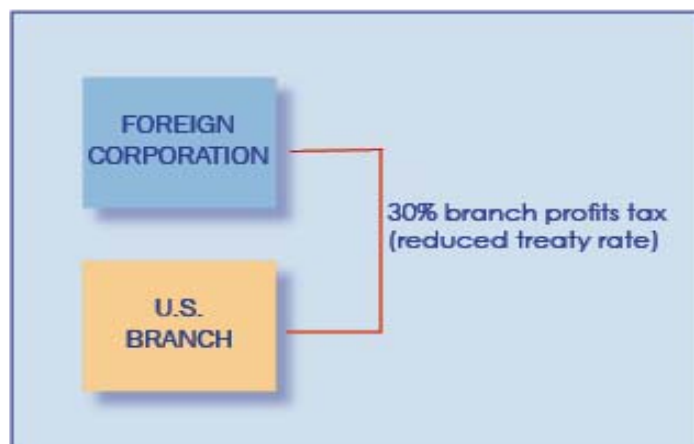 FOREIGN
CORPORATION
30% branch profits tax
(reduced treaty rate)
U.S.
BRANCH